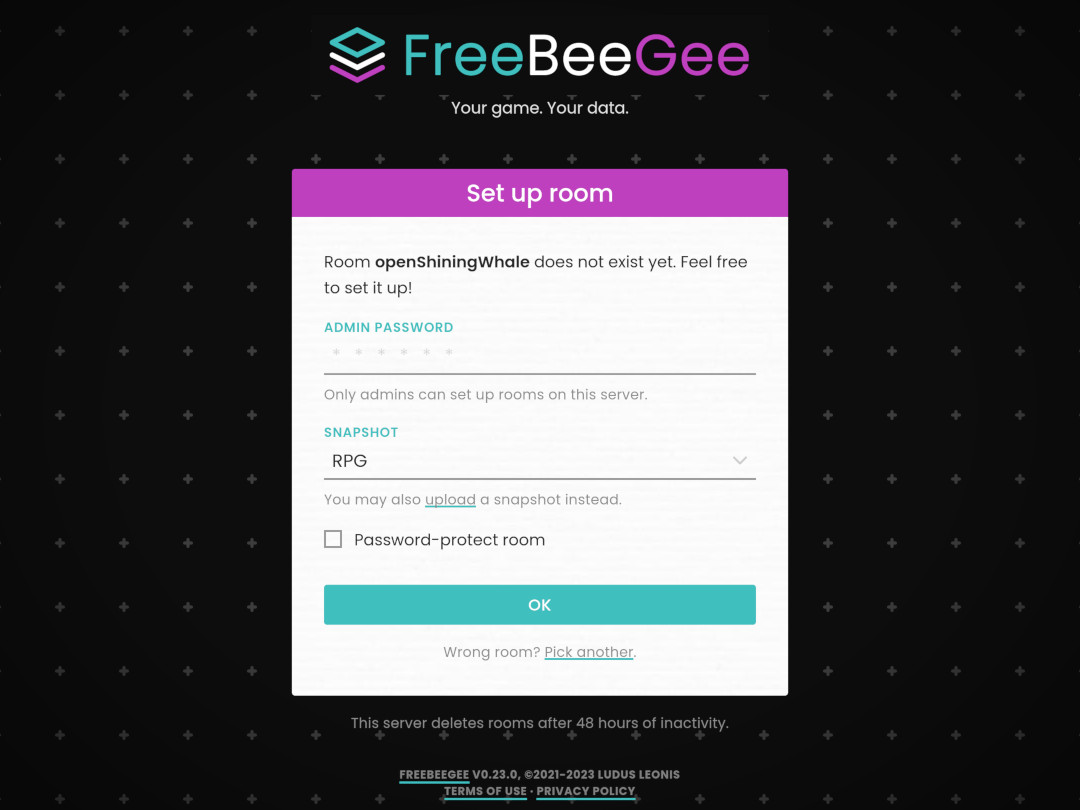 FreeBeeGee
Your game. Your data.
Set up room
Room openShiningWhale does not exist yet. Feel free
to set it up!
ADMIN PASSWORD
Only admins can set up rooms on this server.
SNAPSHOT
RPG
You may also upload a snapshot instead.
Password-protect room
OK
Wrong room? Pick another.
This server deletes rooms after 48 hours of inactivity.
FREEBEEGEE V0.23.0, ©2021-2023 LUDUS LEONIS
TERMS OF USE · PRIVACY POLICY